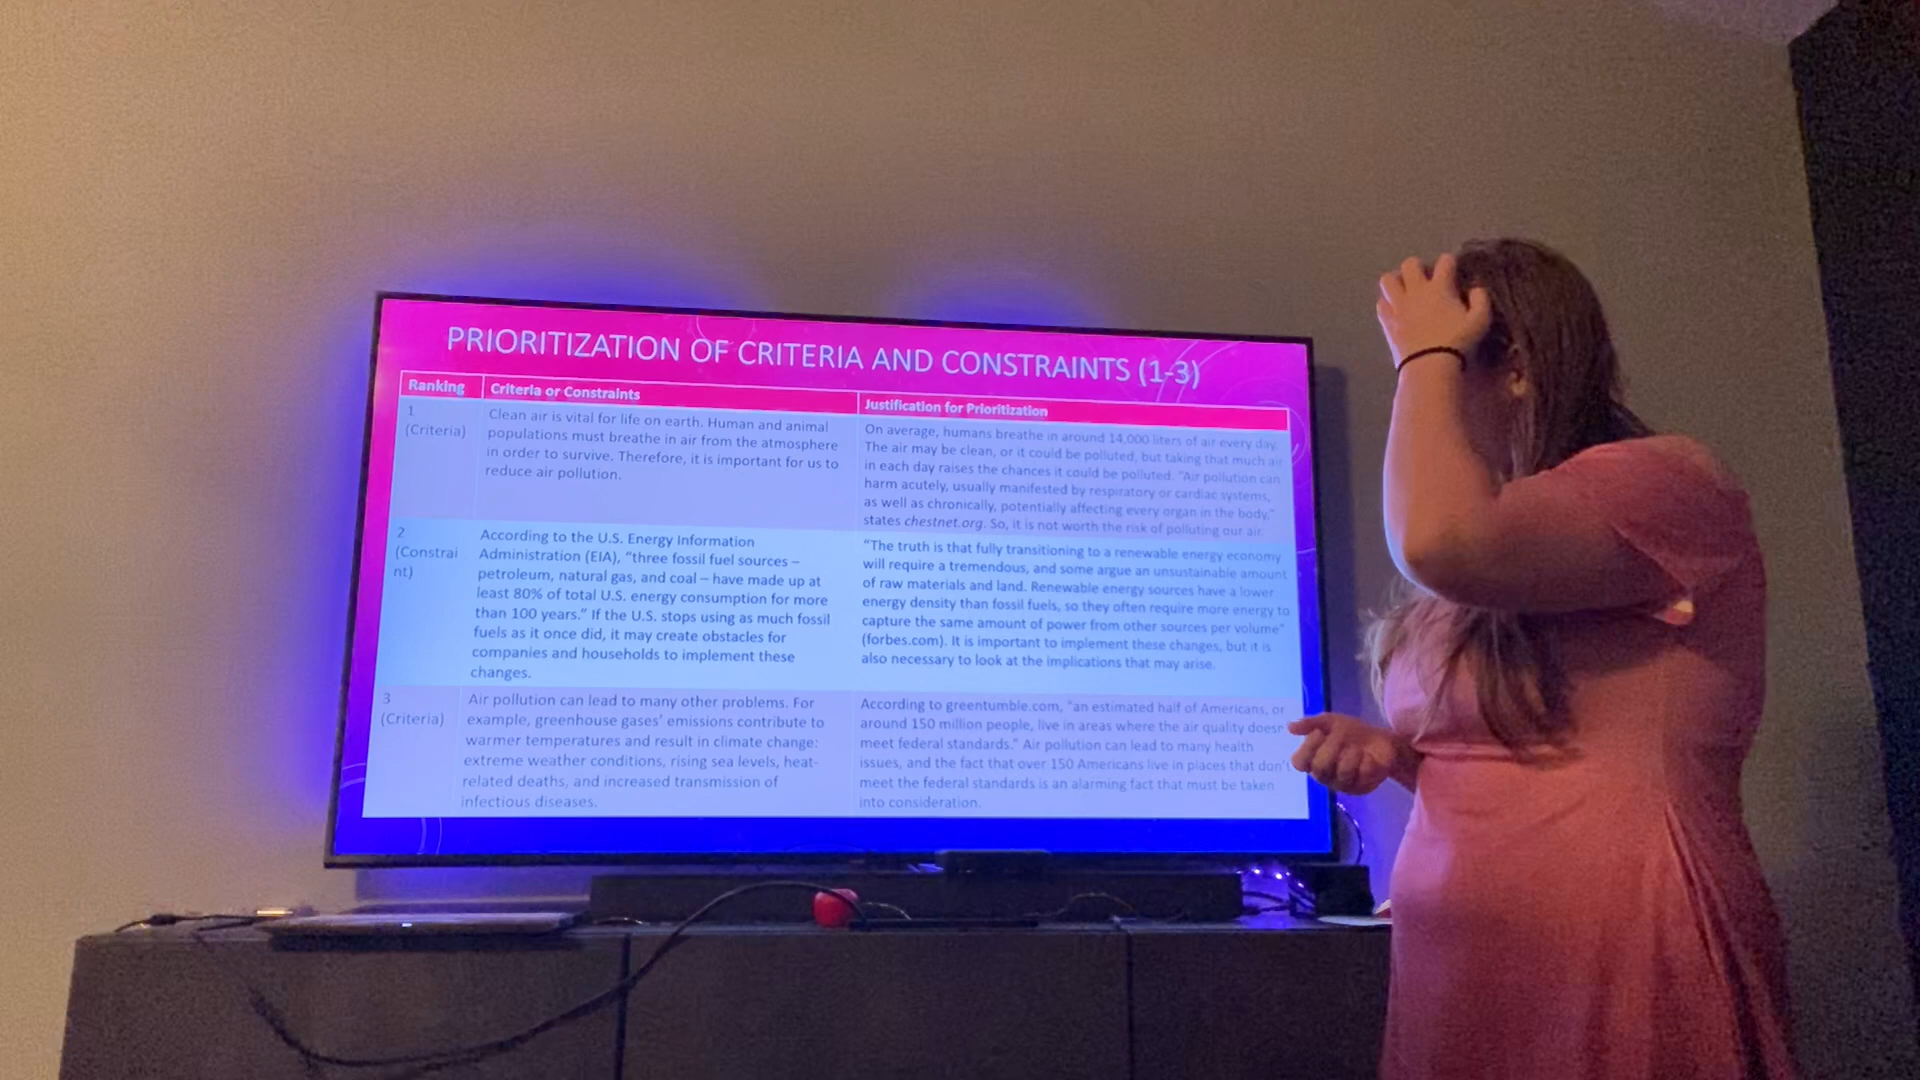 PRIORITIZATION OF CRITERIA AND CONSTRAINTS (1-3)
Ranking
Criteria or Constraints
Justification for Prioritization
1
(Criteria)
Clean air is vital for life on earth. Human and animal
populations must breathe in air from the atmosphere
in order to survive. Therefore, it is important for us to
reduce air pollution.
On average, humans breathe in around 14,000 liters of air every day.
The air may be clean, or it could be polluted, but taking that much air
in each day raises the chances it could be polluted. "Air pollution can
harm acutely, usually manifested by respiratory or cardiac systems,
as well as chronically, potentially affecting every organ in the body,"
states chestnet.org. So, it is not worth the risk of polluting our air.
2
(Constrai
nt)
According to the U.S. Energy Information
Administration (EIA), "three fossil fuel sources –
petroleum, natural gas, and coal – have made up at
least 80% of total U.S. energy consumption for more
than 100 years." If the U.S. stops using as much fossil
fuels as it once did, it may create obstacles for
companies and households to implement these
changes.
"The truth is that fully transitioning to a renewable energy economy
will require a tremendous, and some argue an unsustainable amount
of raw materials and land. Renewable energy sources have a lower
energy density than fossil fuels, so they often require more energy to
capture the same amount of power from other sources per volume"
(forbes.com). It is important to implement these changes, but it is
also necessary to look at the implications that may arise.
3
(Criteria)
Air pollution can lead to many other problems. For
example, greenhouse gases' emissions contribute to
warmer temperatures and result in climate change:
extreme weather conditions, rising sea levels, heat-
related deaths, and increased transmission of
infectious diseases.
According to greentumble.com, "an estimated half of Americans, or
around 150 million people, live in areas where the air quality doesn'
meet federal standards." Air pollution can lead to many health
issues, and the fact that over 150 Americans live in places that don't
meet the federal standards is an alarming fact that must be taken
into consideration.